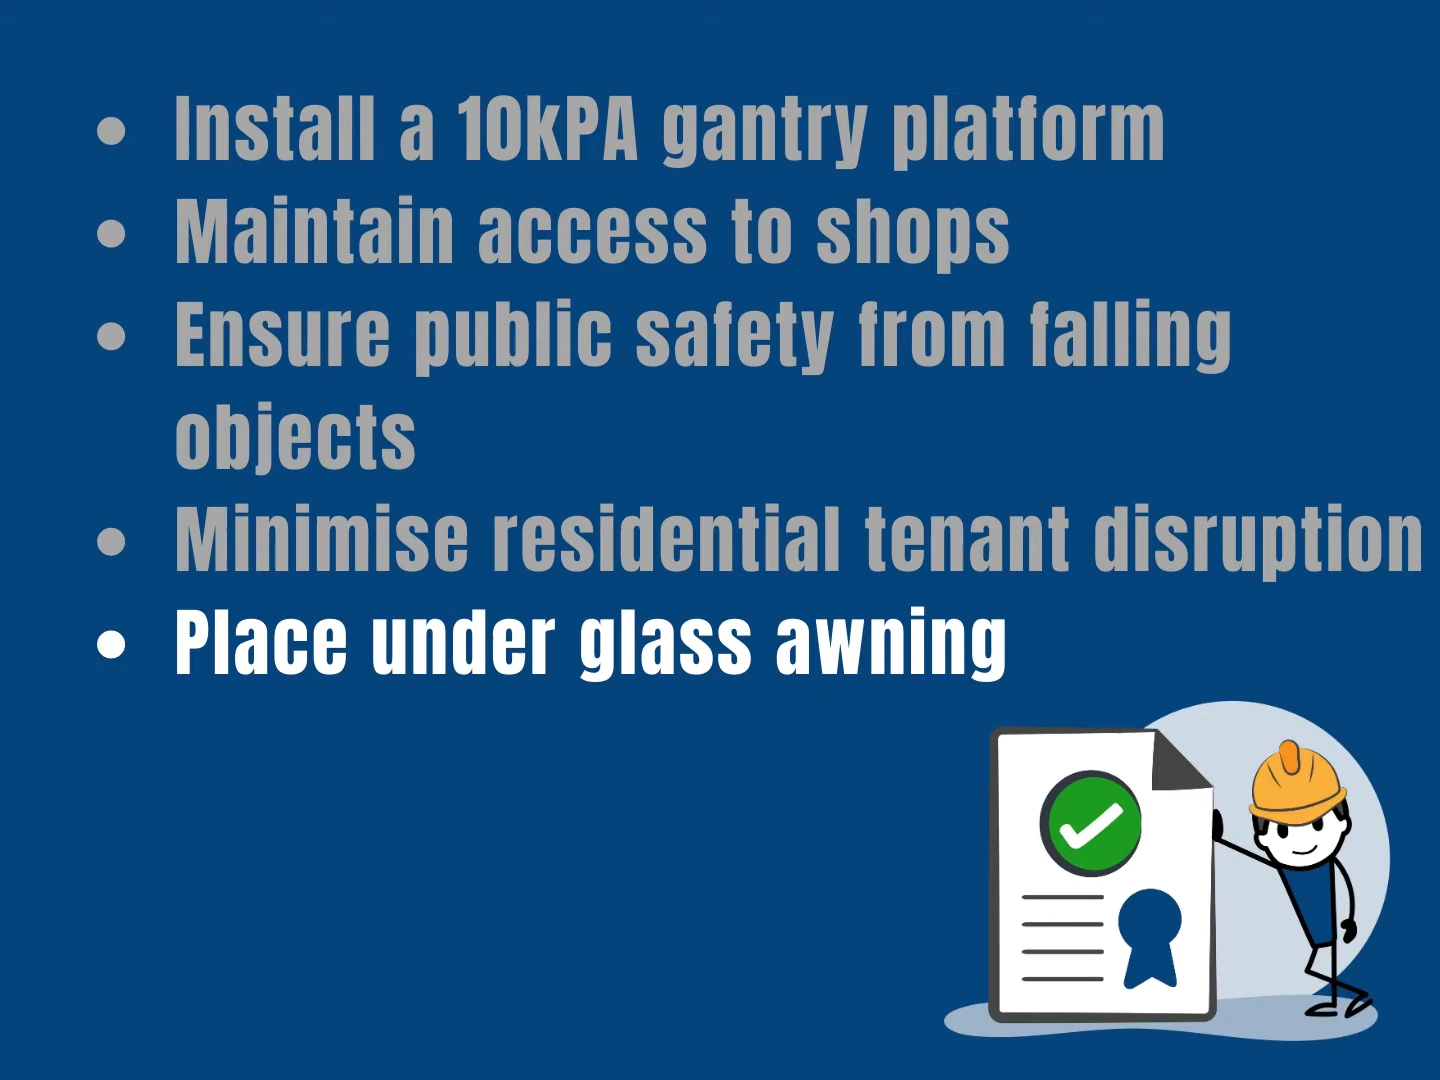 • Install a 10kPA gantry platform
• Maintain access to shops
• Ensure public safety from falling
objects
• Minimise residential tenant disruption
• Place under glass awning